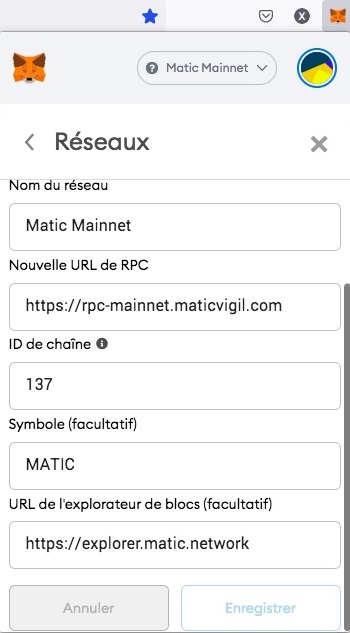 X
Matic Mainnet
Réseaux
Nom du réseau
Matic Mainnet
Nouvelle URL de RPC
https://rpc-mainnet.maticvigil.com
ID de chaîne
137
Symbole (facultatif)
MATIC
URL de l'explorateur de blocs (facultatif)
https://explorer.matic.network
Annuler
Enregistrer